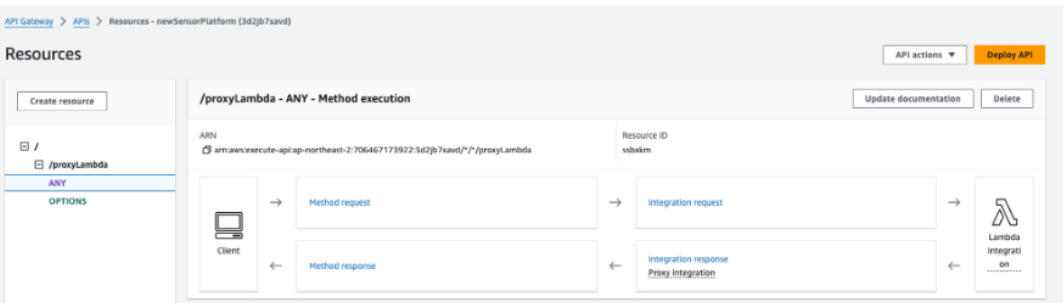 API Gateway > APIs > Resources - newSensorPlatform (3d2jb7xavd)
Resources
API actions ▼
Deploy API
Create resource
/
/proxyLambda
ANY
OPTIONS
/proxyLambda - ANY - Method execution
Update documentation
Delete
ARN
arn:aws:execute-api:ap-northeast-2:706467173922:3d2jb7xavd/*/*/proxyLambda
Resource ID
ssbxkm
Client
Method request
Integration request
Method response
Integration response
Proxy integration
Lambda
integrati
on